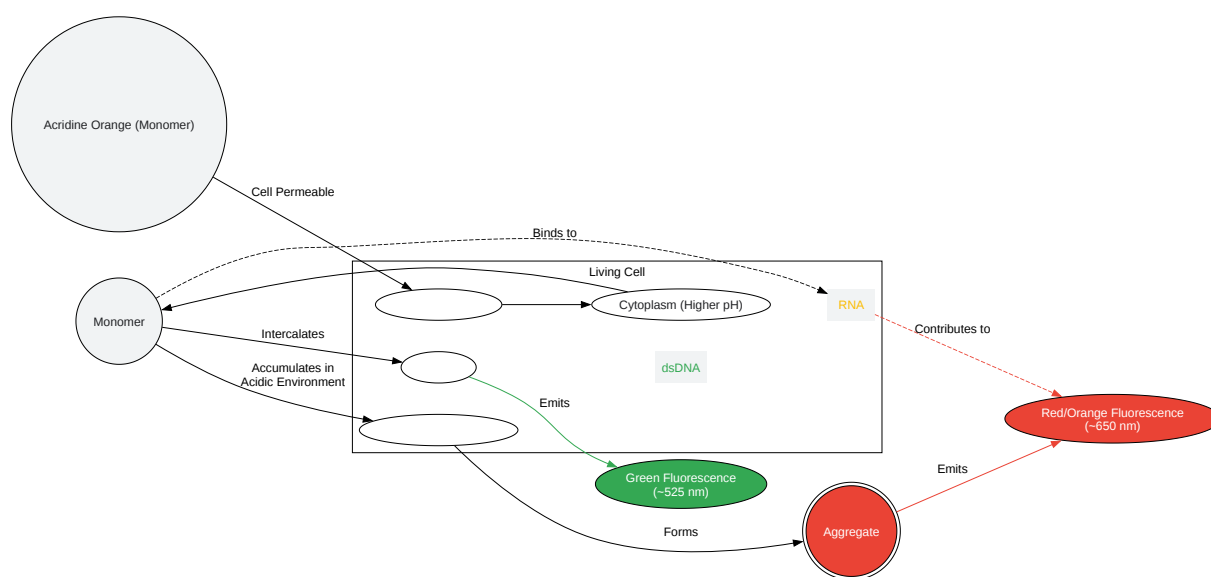 Acridine Orange (Monomer)
Cell Permeable
Binds to
Living Cell
Cytoplasm (Higher pH)
RNA
Monomer
Intercalates
Contributes to
Accumulates in
Acidic Environment
dsDNA
Emits
Red/Orange Fluorescence
(~650 nm)
Green Fluorescence
(~525 nm)
Emits
Forms
Aggregate